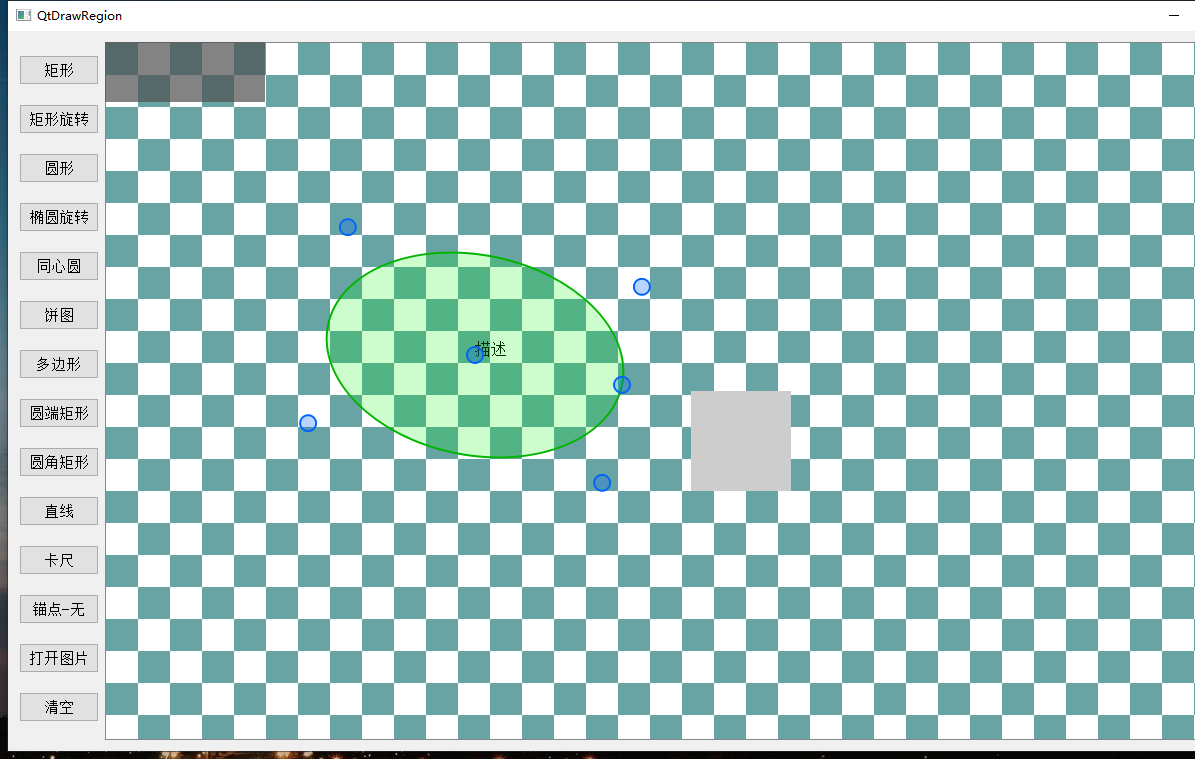 QtDrawRegion
矩形
矩形旋转
圆形
椭圆旋转
同心圆
饼图
多边形
圆端矩形
圆角矩形
直线
卡尺
锚点-无
打开图片
清空
描述